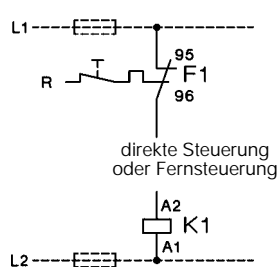 L1
95
F1
R
96
direkte Steuerung
oder Fernsteuerung
A2
K1
A1
L2